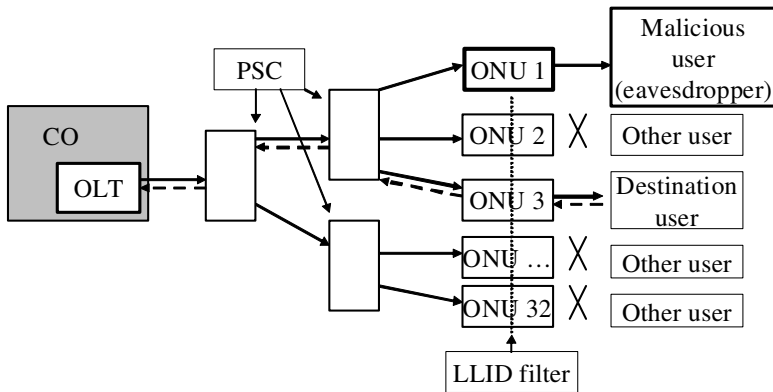 PSC
CO
OLT
ONU 1
Malicious
user
(eavesdropper)
ONU 2
Other user
ONU 3
Destination
user
ONU ...
Other user
ONU 32
Other user
LLID filter